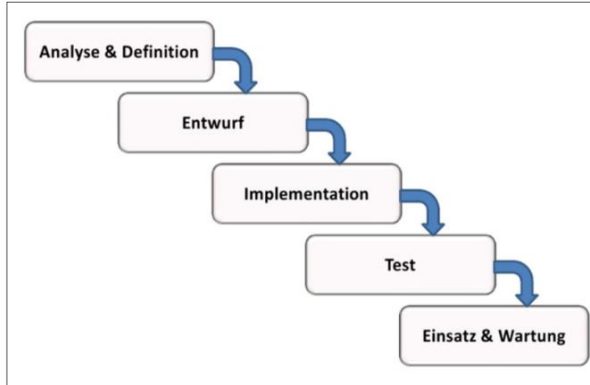 Analyse & Definition
Entwurf
Implementation
Test
Einsatz & Wartung